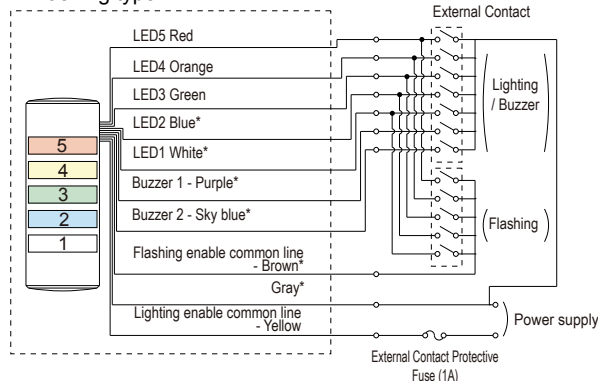 External Contact
LED5 Red
LED4 Orange
LED3 Green
LED2 Blue*
LED1 White*
Buzzer 1 - Purple*
Buzzer 2 - Sky blue*
Flashing enable common line
- Brown*
Gray*
Lighting enable common line
- Yellow
5
4
3
2
1
Lighting
/ Buzzer
Flashing
Power supply
External Contact Protective
Fuse (1A)